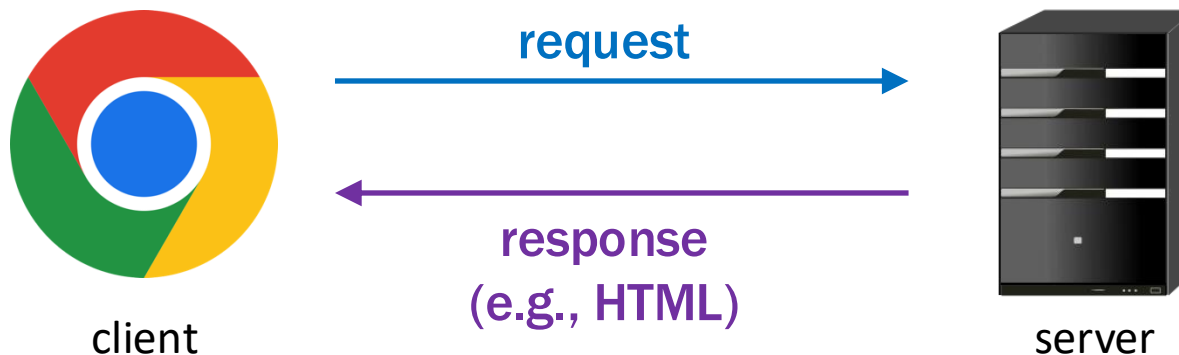 request
response
(e.g., HTML)
client
server